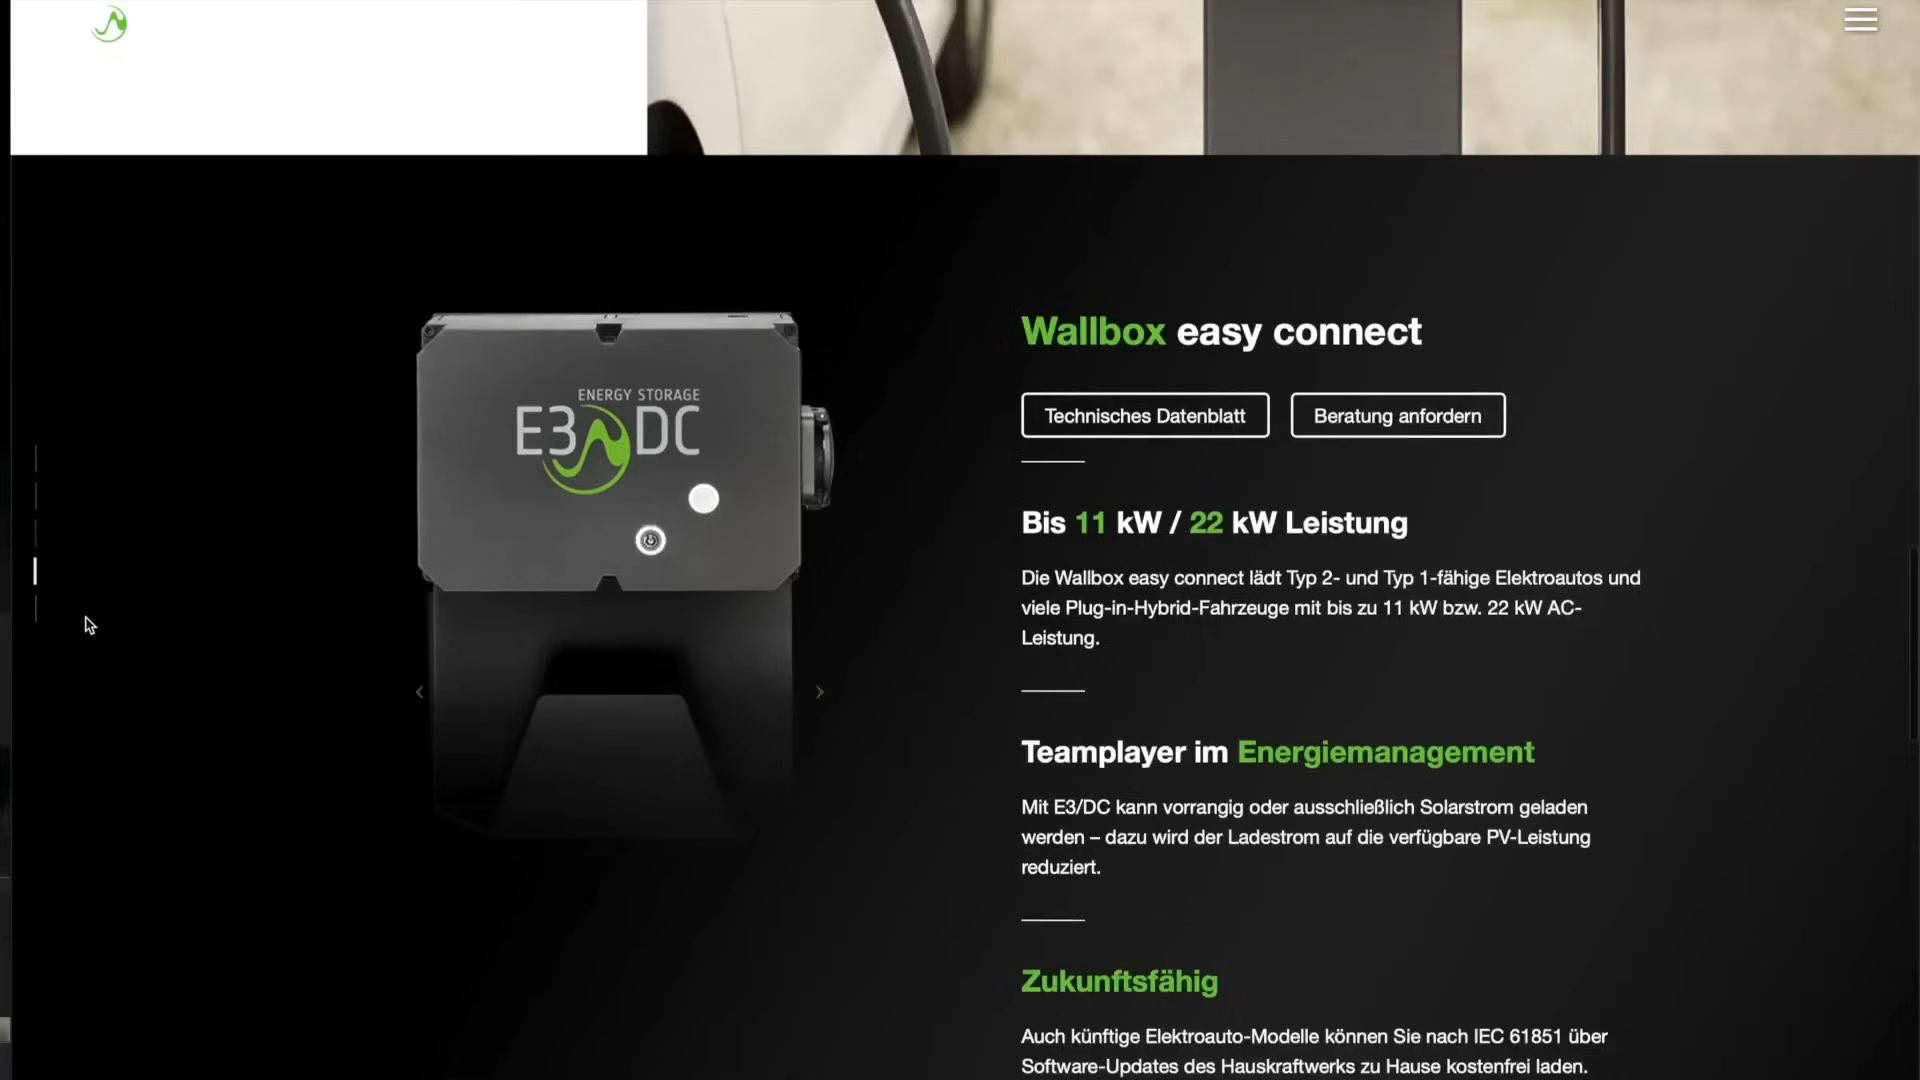 ENERGY STORAGE
E3 DC
Wallbox easy connect
Technisches Datenblatt
Beratung anfordern
Bis 11 kW / 22 kW Leistung
Die Wallbox easy connect lädt Typ 2- und Typ 1-fähige Elektroautos und
viele Plug-in-Hybrid-Fahrzeuge mit bis zu 11 kW bzw. 22 kW AC-
Leistung.
Teamplayer im Energiemanagement
Mit E3/DC kann vorrangig oder ausschließlich Solarstrom geladen
werden – dazu wird der Ladestrom auf die verfügbare PV-Leistung
reduziert.
Zukunftsfähig
Auch künftige Elektroauto-Modelle können Sie nach IEC 61851 über
Software-Updates des Hauskraftwerks zu Hause kostenfrei laden.